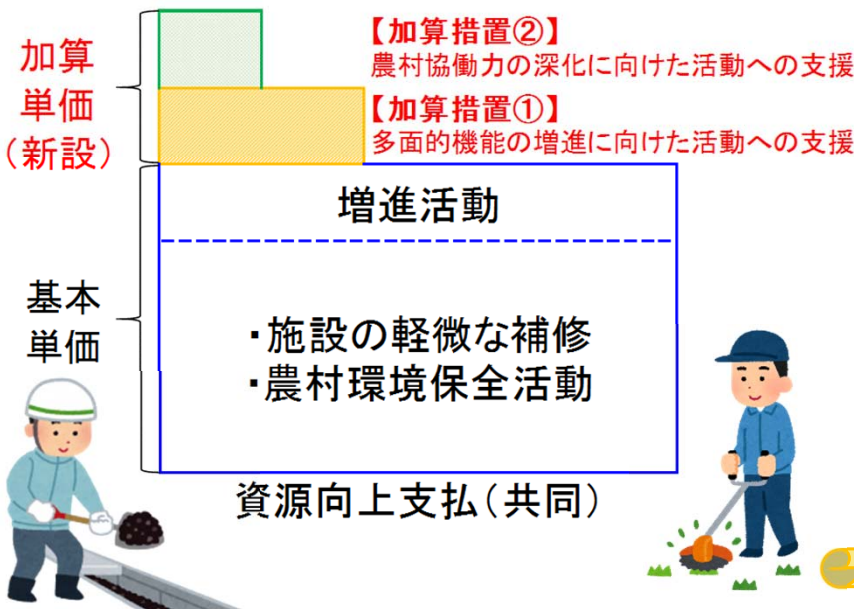 加算
単価
（新設）
【加算措置②】
農村協働力の深化に向けた活動への支援
【加算措置①】
多面的機能の増進に向けた活動への支援
基本
単価
増進活動
・施設の軽微な補修
・農村環境保全活動
資源向上支払（共同）